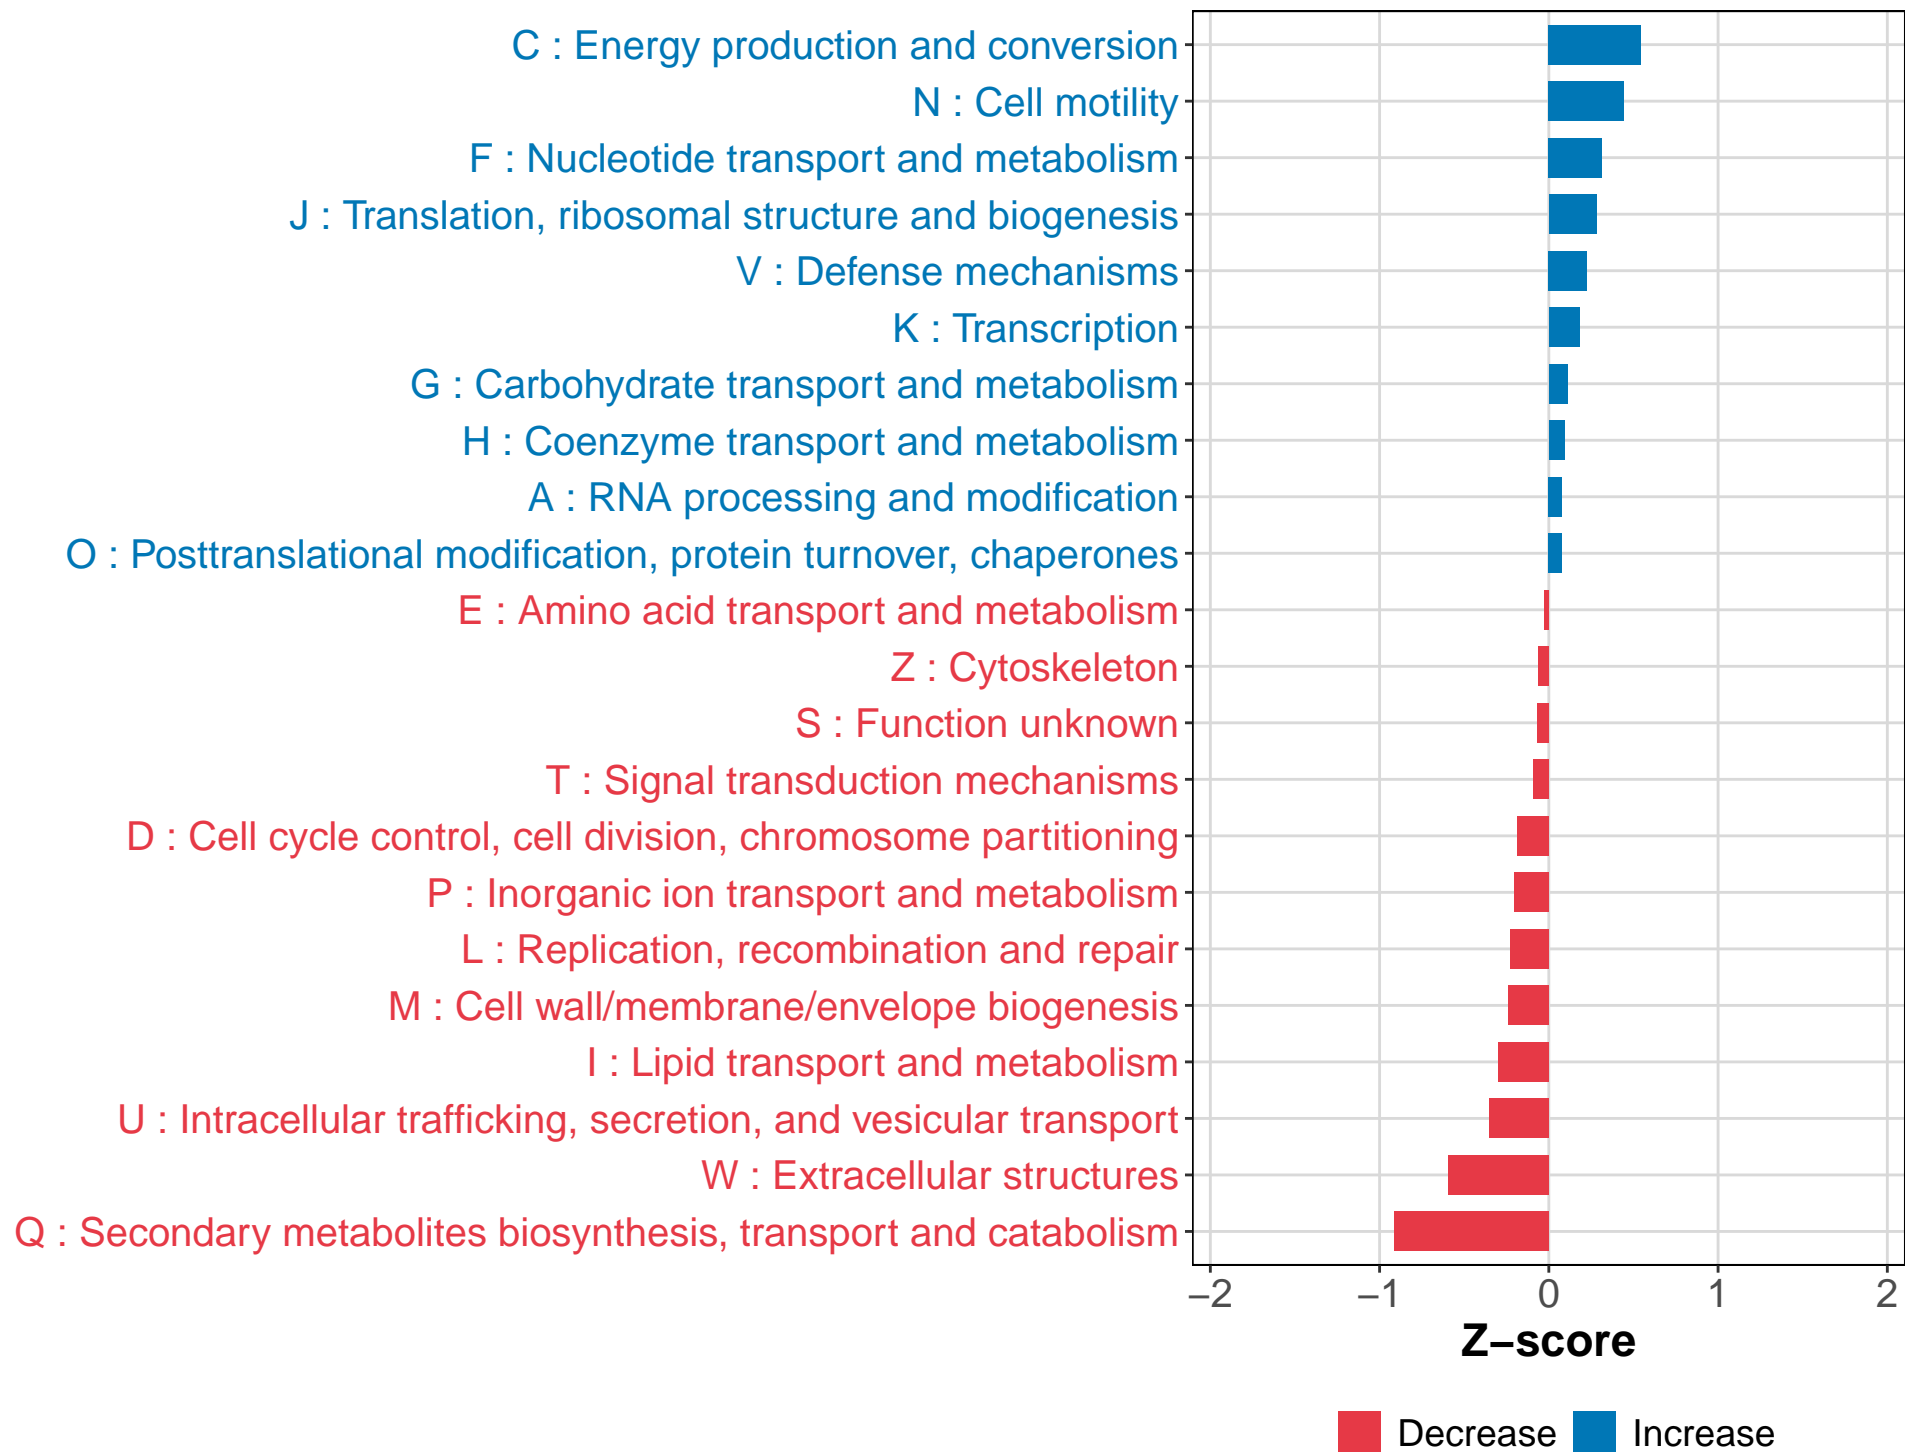 C : Energy production and conversion
N : Cell motility
F : Nucleotide transport and metabolism
J : Translation, ribosomal structure and biogenesis
V : Defense mechanisms
K : Transcription
G : Carbohydrate transport and metabolism
H : Coenzyme transport and metabolism
A : RNA processing and modification
O : Posttranslational modification, protein turnover, chaperones
E : Amino acid transport and metabolism
Z : Cytoskeleton
S : Function unknown
T : Signal transduction mechanisms
D : Cell cycle control, cell division, chromosome partitioning
P : Inorganic ion transport and metabolism
L : Replication, recombination and repair
M : Cell wall/membrane/envelope biogenesis
I : Lipid transport and metabolism
U : Intracellular trafficking, secretion, and vesicular transport
W : Extracellular structures
Q : Secondary metabolites biosynthesis, transport and catabolism
−2 −1 0 1 2
Z−score
Decrease Increase